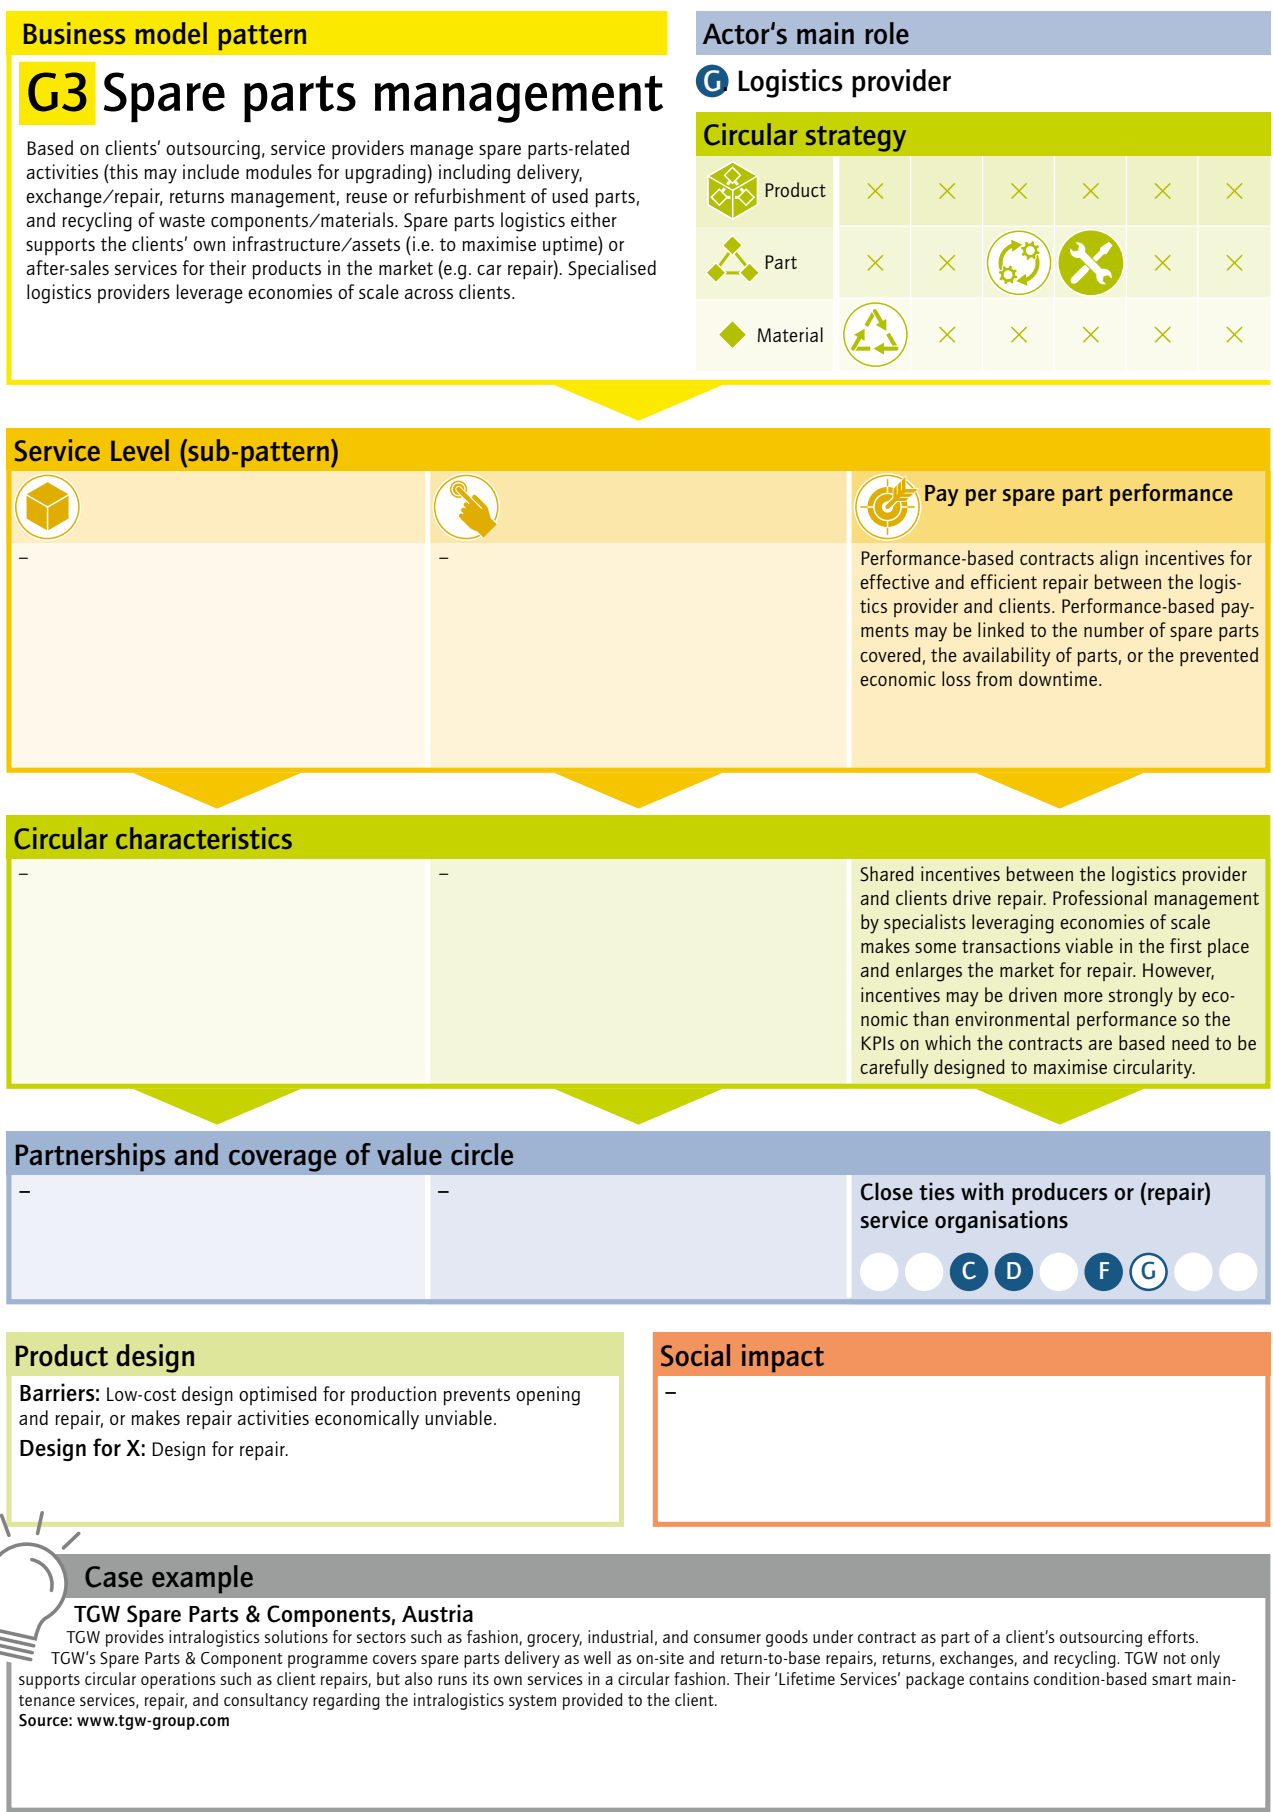 Business model pattern
G3 Spare parts management
Based on clients’ outsourcing, service providers manage spare parts-related
activities (this may include modules for upgrading) including delivery,
exchange/repair, returns management, reuse or refurbishment of used parts,
and recycling of waste components/materials. Spare parts logistics either
supports the clients’ own infrastructure/assets (i.e. to maximise uptime) or
after-sales services for their products in the market (e.g. car repair). Specialised
logistics providers leverage economies of scale across clients.
Actor‘s main role
G. Logistics provider
Circular strategy
Product
Part
Material
Service Level (sub-pattern)
Pay per spare part performance
–
–
Performance-based contracts align incentives for
effective and efficient repair between the logis-
tics provider and clients. Performance-based pay-
ments may be linked to the number of spare parts
covered, the availability of parts, or the prevented
economic loss from downtime.
Circular characteristics
–
–
Shared incentives between the logistics provider
and clients drive repair. Professional management
by specialists leveraging economies of scale
makes some transactions viable in the first place
and enlarges the market for repair. However,
incentives may be driven more strongly by eco-
nomic than environmental performance so the
KPIs on which the contracts are based need to be
carefully designed to maximise circularity.
Partnerships and coverage of value circle
–
–
Close ties with producers or (repair)
service organisations
C D F G
Product design
Barriers: Low-cost design optimised for production prevents opening
and repair, or makes repair activities economically unviable.
Design for X: Design for repair.
Social impact
–
Case example
TGW Spare Parts & Components, Austria
TGW provides intralogistics solutions for sectors such as fashion, grocery, industrial, and consumer goods under contract as part of a client’s outsourcing efforts.
TGW’s Spare Parts & Component programme covers spare parts delivery as well as on-site and return-to-base repairs, returns, exchanges, and recycling. TGW not only
supports circular operations such as client repairs, but also runs its own services in a circular fashion. Their ‘Lifetime Services’ package contains condition-based smart main-
tenance services, repair, and consultancy regarding the intralogistics system provided to the client.
Source: www.tgw-group.com